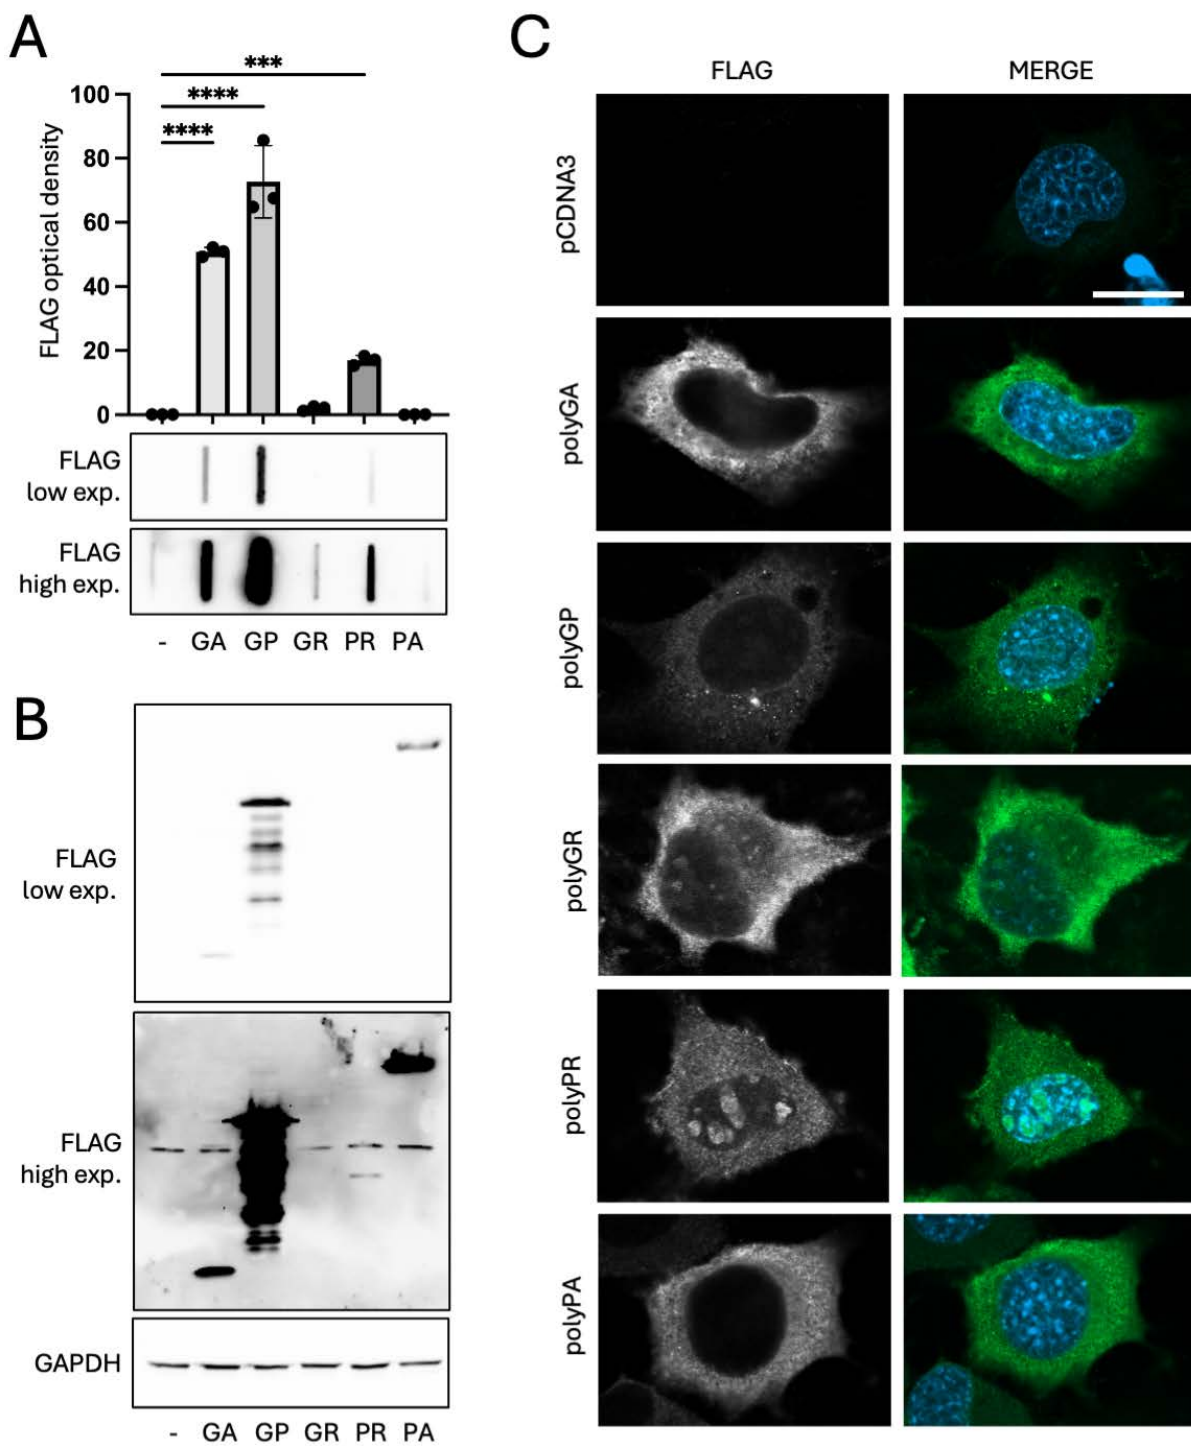 A
***
****
****
100
80
60
40
20
0
FLAG optical density
FLAG
low exp.
FLAG
high exp.
- GA GP GR PR PA
B
FLAG
low exp.
FLAG
high exp.
GAPDH
- GA GP GR PR PA
C
FLAG MERGE
pCDNA3
polyGA
polyGP
polyGR
polyPR
polyPA